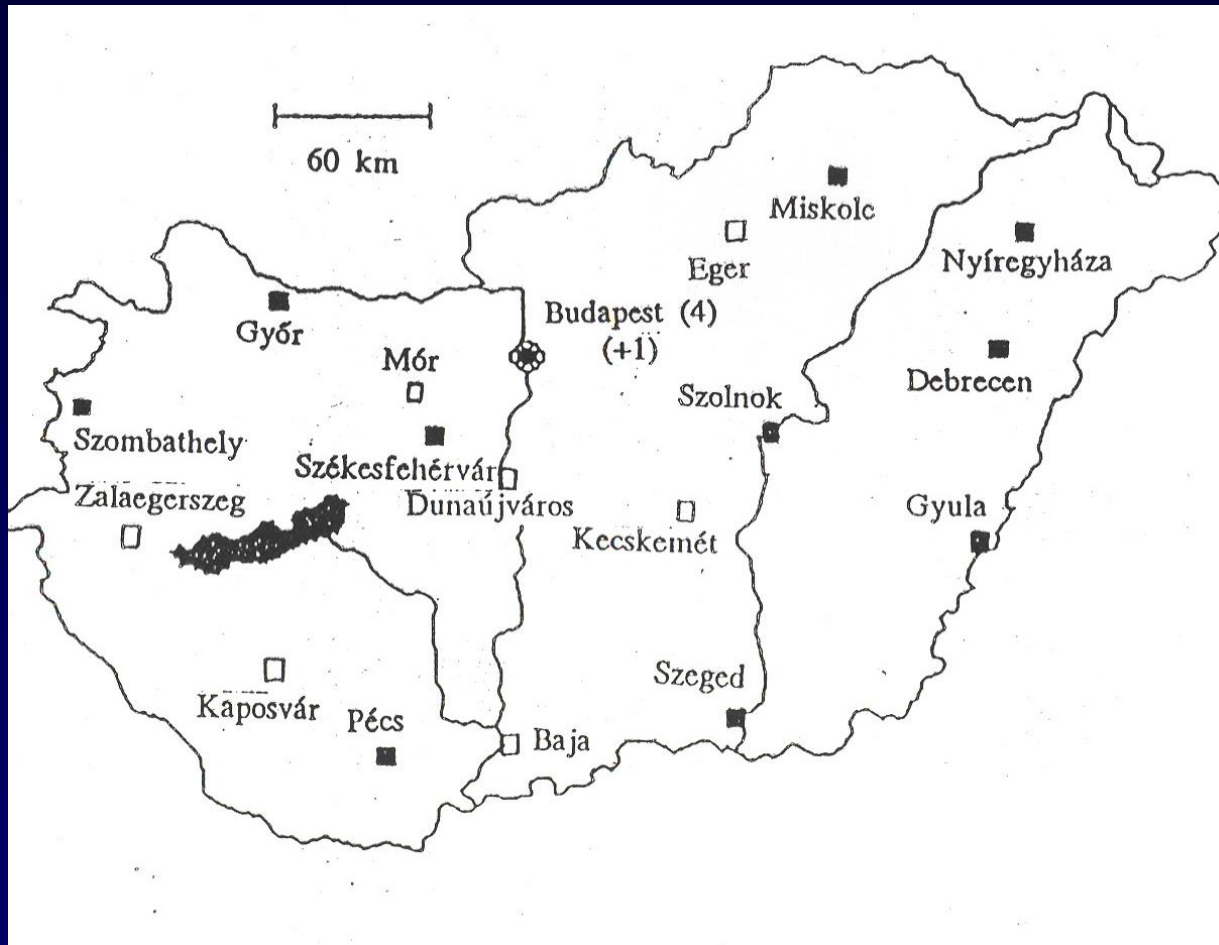 60 km
Miskolc
Eger
Nyíregyháza
Budapest (4)
(+1)
Győr
Mór
Debrecen
Szolnok
Szombathely
Székesfehérvár
Zalaegerszeg
Dunaújváros
Gyula
Kecskemét
Szeged
Kaposvár
Pécs
Baja